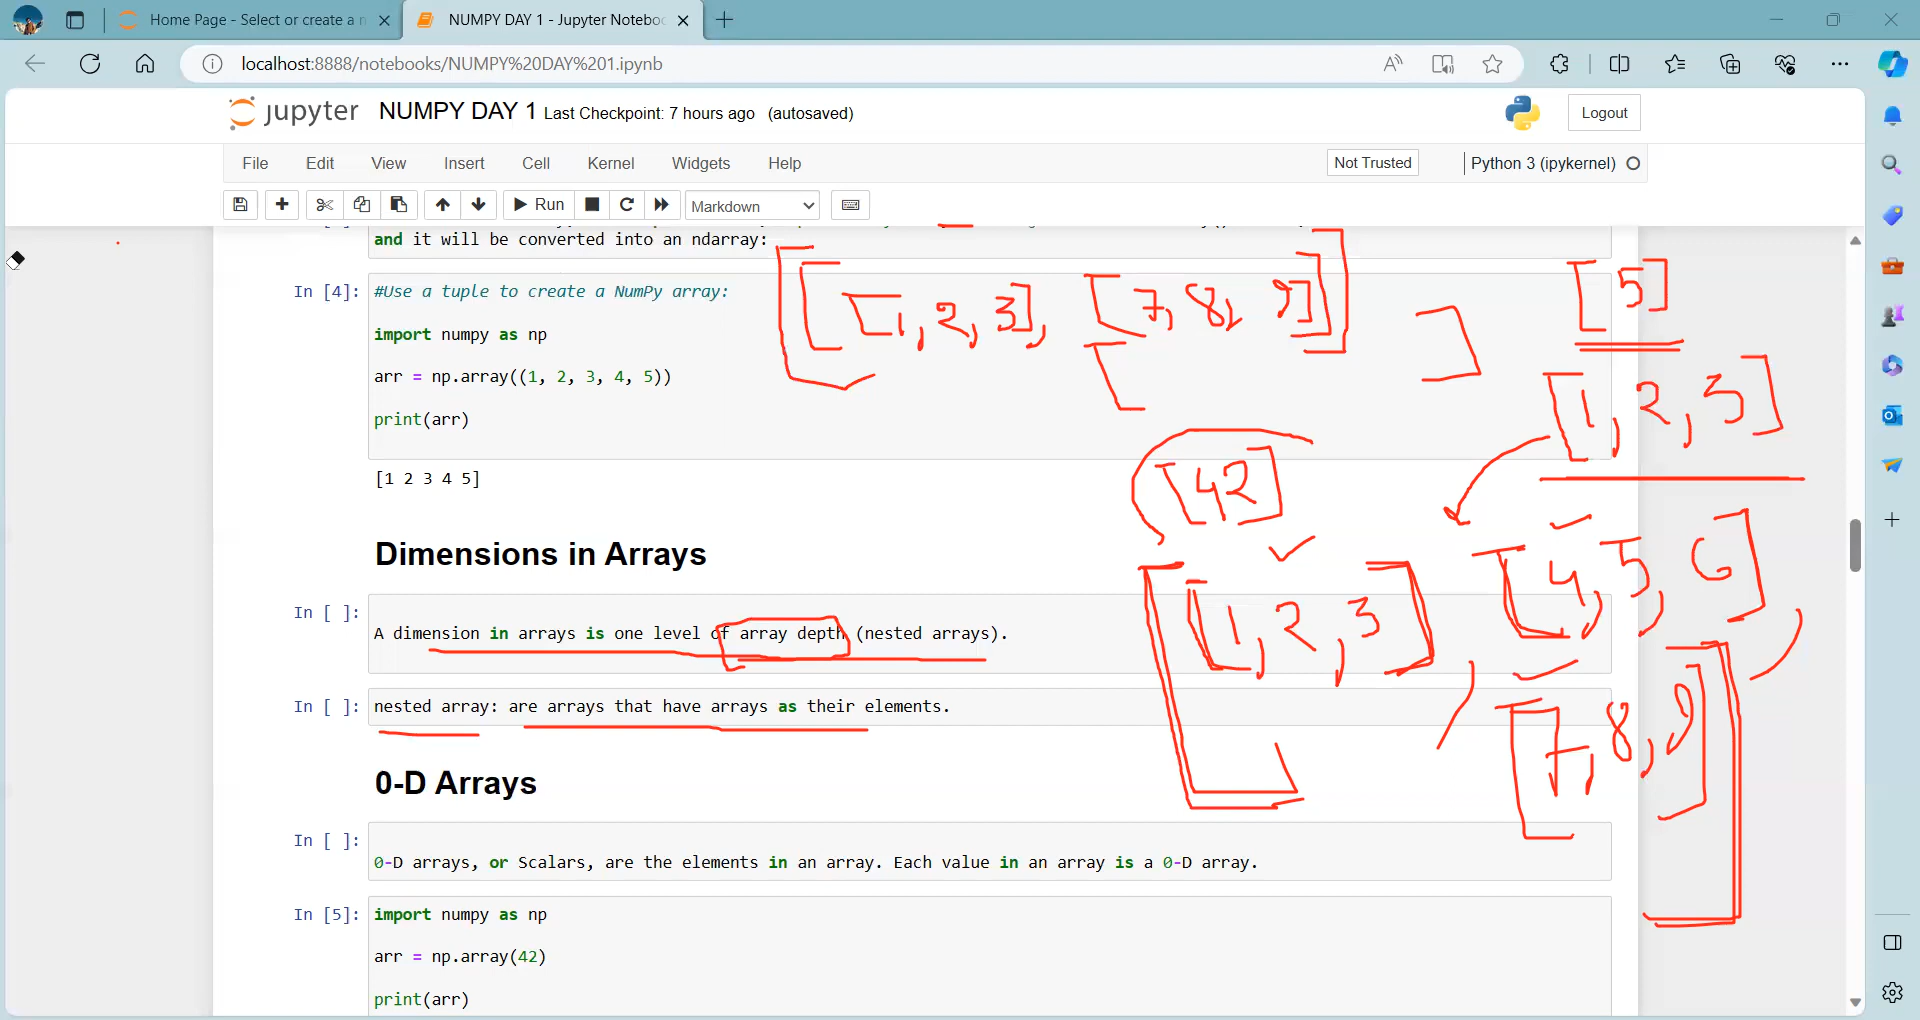 Home Page - Select or create a n
NUMPY DAY 1 - Jupyter Noteboo
localhost:8888/notebooks/NUMPY%20DAY%201.ipynb
jupyter NUMPY DAY 1 Last Checkpoint: 7 hours ago (autosaved)
Logout
File Edit View Insert Cell Kernel Widgets Help
Not Trusted
Python 3 (ipykernel)
Run
Markdown
and it will be converted into an ndarray:
In [4]: #Use a tuple to create a NumPy array:
import numpy as np
arr = np.array((1, 2, 3, 4, 5))
print(arr)
[1 2 3 4 5]
[[[1, 2, 3], [7, 8, 9]]]
[
]
[5]
[1, 2, 3]
[42]
[[1, 2, 3], [4, 5, 6],
[7, 8, 9]]
Dimensions in Arrays
In [ ]:
A dimension in arrays is one level of array depth (nested arrays).
In [ ]: nested array: are arrays that have arrays as their elements.
0-D Arrays
In [ ]:
0-D arrays, or Scalars, are the elements in an array. Each value in an array is a 0-D array.
In [5]: import numpy as np
arr = np.array(42)
print(arr)